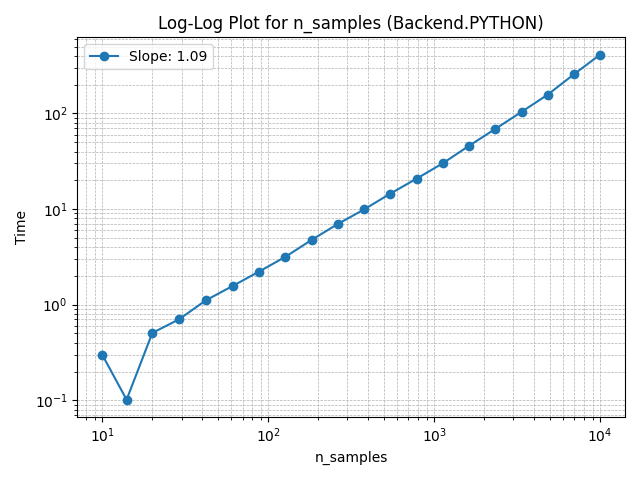 Log-Log Plot for n_samples (Backend.PYTHON)
Slope: 1.09
Time
10²
10¹
10⁰
10⁻¹
10¹ 10² 10³ 10⁴
n_samples